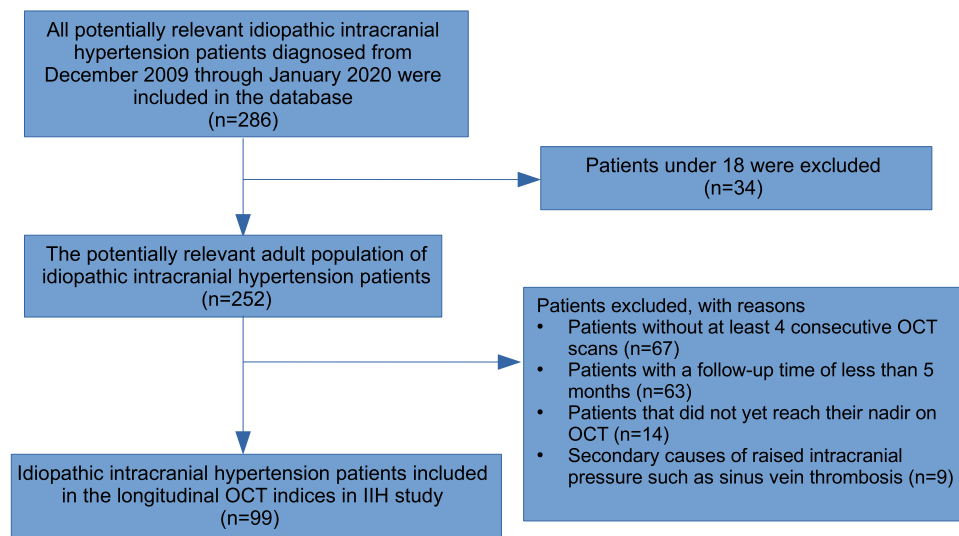 All potentially relevant idiopathic intracranial
hypertension patients diagnosed from
December 2009 through January 2020 were
included in the database
(n=286)
Patients under 18 were excluded
(n=34)
The potentially relevant adult population of
idiopathic intracranial hypertension patients
(n=252)
Patients excluded, with reasons
• Patients without at least 4 consecutive OCT
scans (n=67)
• Patients with a follow-up time of less than 5
months (n=63)
• Patients that did not yet reach their nadir on
OCT (n=14)
• Secondary causes of raised intracranial
pressure such as sinus vein thrombosis (n=9)
Idiopathic intracranial hypertension patients included
in the longitudinal OCT indices in IIH study
(n=99)